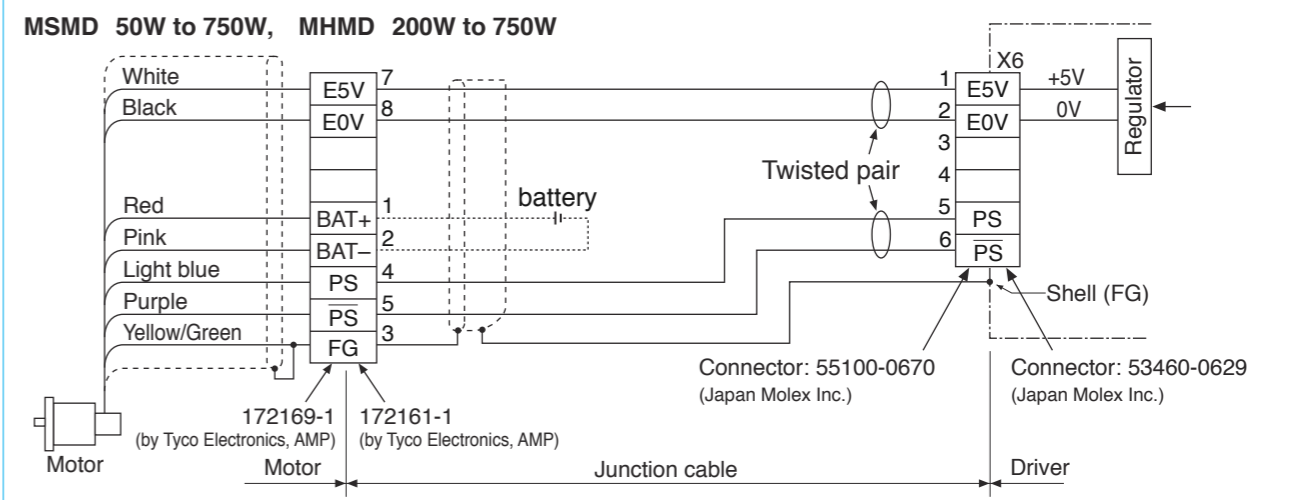 MSMD 50W to 750W, MHMD 200W to 750W
White
Black
Red
Pink
Light blue
Purple
Yellow/Green
E5V
E0V
BAT+
BAT–
PS
P̅S̅
FG
7
8
1
2
4
5
3
battery
Twisted pair
X6
1
2
3
4
5
6
E5V
E0V
PS
P̅S̅
+5V
0V
Regulator
Shell (FG)
Connector: 55100-0670
(Japan Molex Inc.)
Connector: 53460-0629
(Japan Molex Inc.)
172169-1
(by Tyco Electronics, AMP)
172161-1
(by Tyco Electronics, AMP)
Motor
Motor
Junction cable
Driver